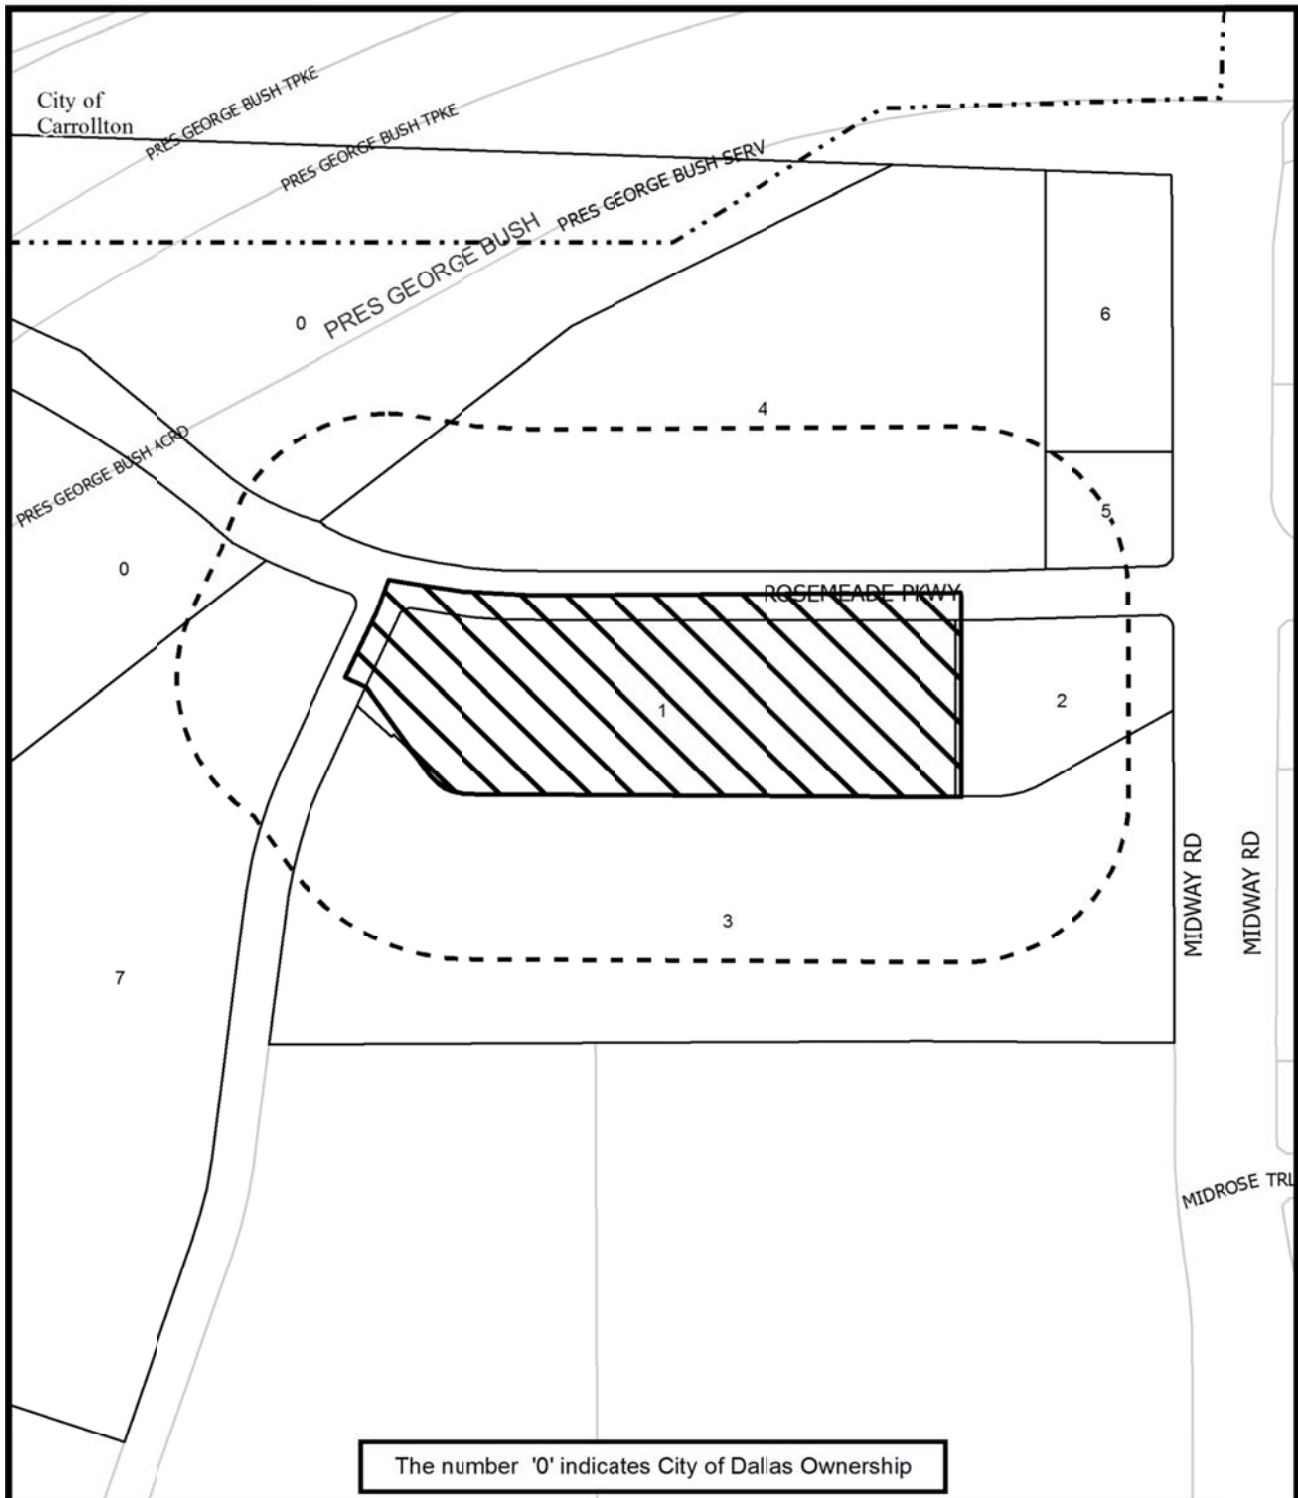 City of
Carrollton
PRES GEORGE BUSH TPKE
PRES GEORGE BUSH TPKE
PRES GEORGE BUSH SERV
PRES GEORGE BUSH
0
6
4
PRES GEORGE BUSH ACRD
5
0
ROSEMEADE PKWY
1
2
3
MIDWAY RD
MIDWAY RD
7
MIDROSE TRL
The number '0' indicates City of Dallas Ownership